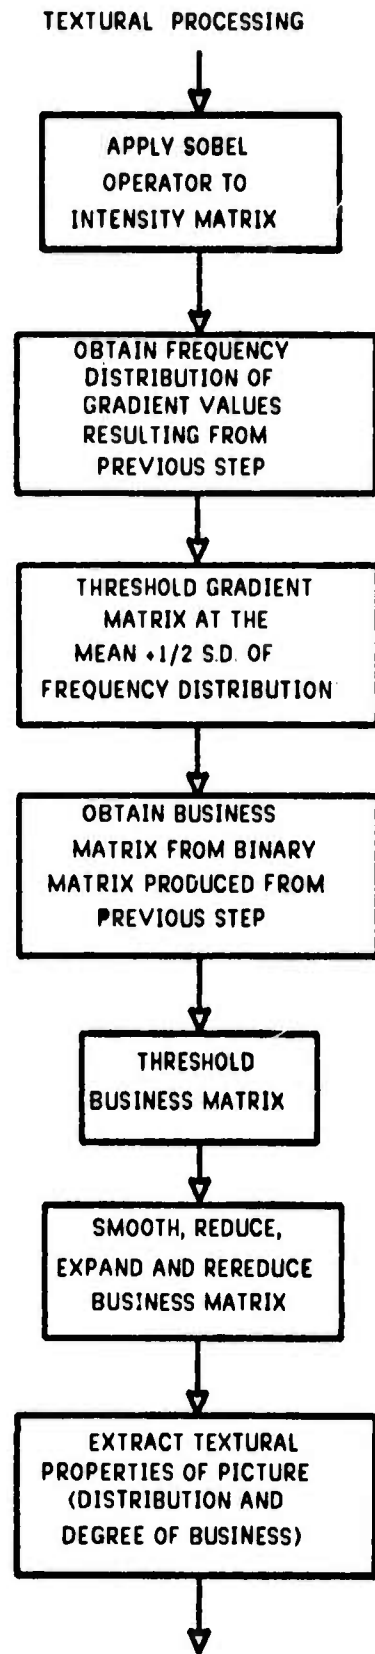 TEXTURAL PROCESSING
APPLY SOBEL
OPERATOR TO
INTENSITY MATRIX
OBTAIN FREQUENCY
DISTRIBUTION OF
GRADIENT VALUES
RESULTING FROM
PREVIOUS STEP
THRESHOLD GRADIENT
MATRIX AT THE
MEAN +1/2 S.D. OF
FREQUENCY DISTRIBUTION
OBTAIN BUSINESS
MATRIX FROM BINARY
MATRIX PRODUCED FROM
PREVIOUS STEP
THRESHOLD
BUSINESS MATRIX
SMOOTH, REDUCE,
EXPAND AND REREDUCE
BUSINESS MATRIX
EXTRACT TEXTURAL
PROPERTIES OF PICTURE
(DISTRIBUTION AND
DEGREE OF BUSINESS)